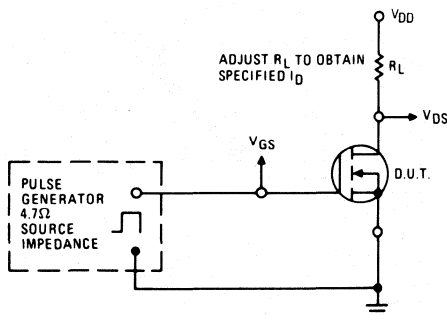 VDD
ADJUST RL TO OBTAIN
SPECIFIED ID
RL
VDS
VGS
D.U.T.
PULSE
GENERATOR
4.7Ω
SOURCE
IMPEDANCE